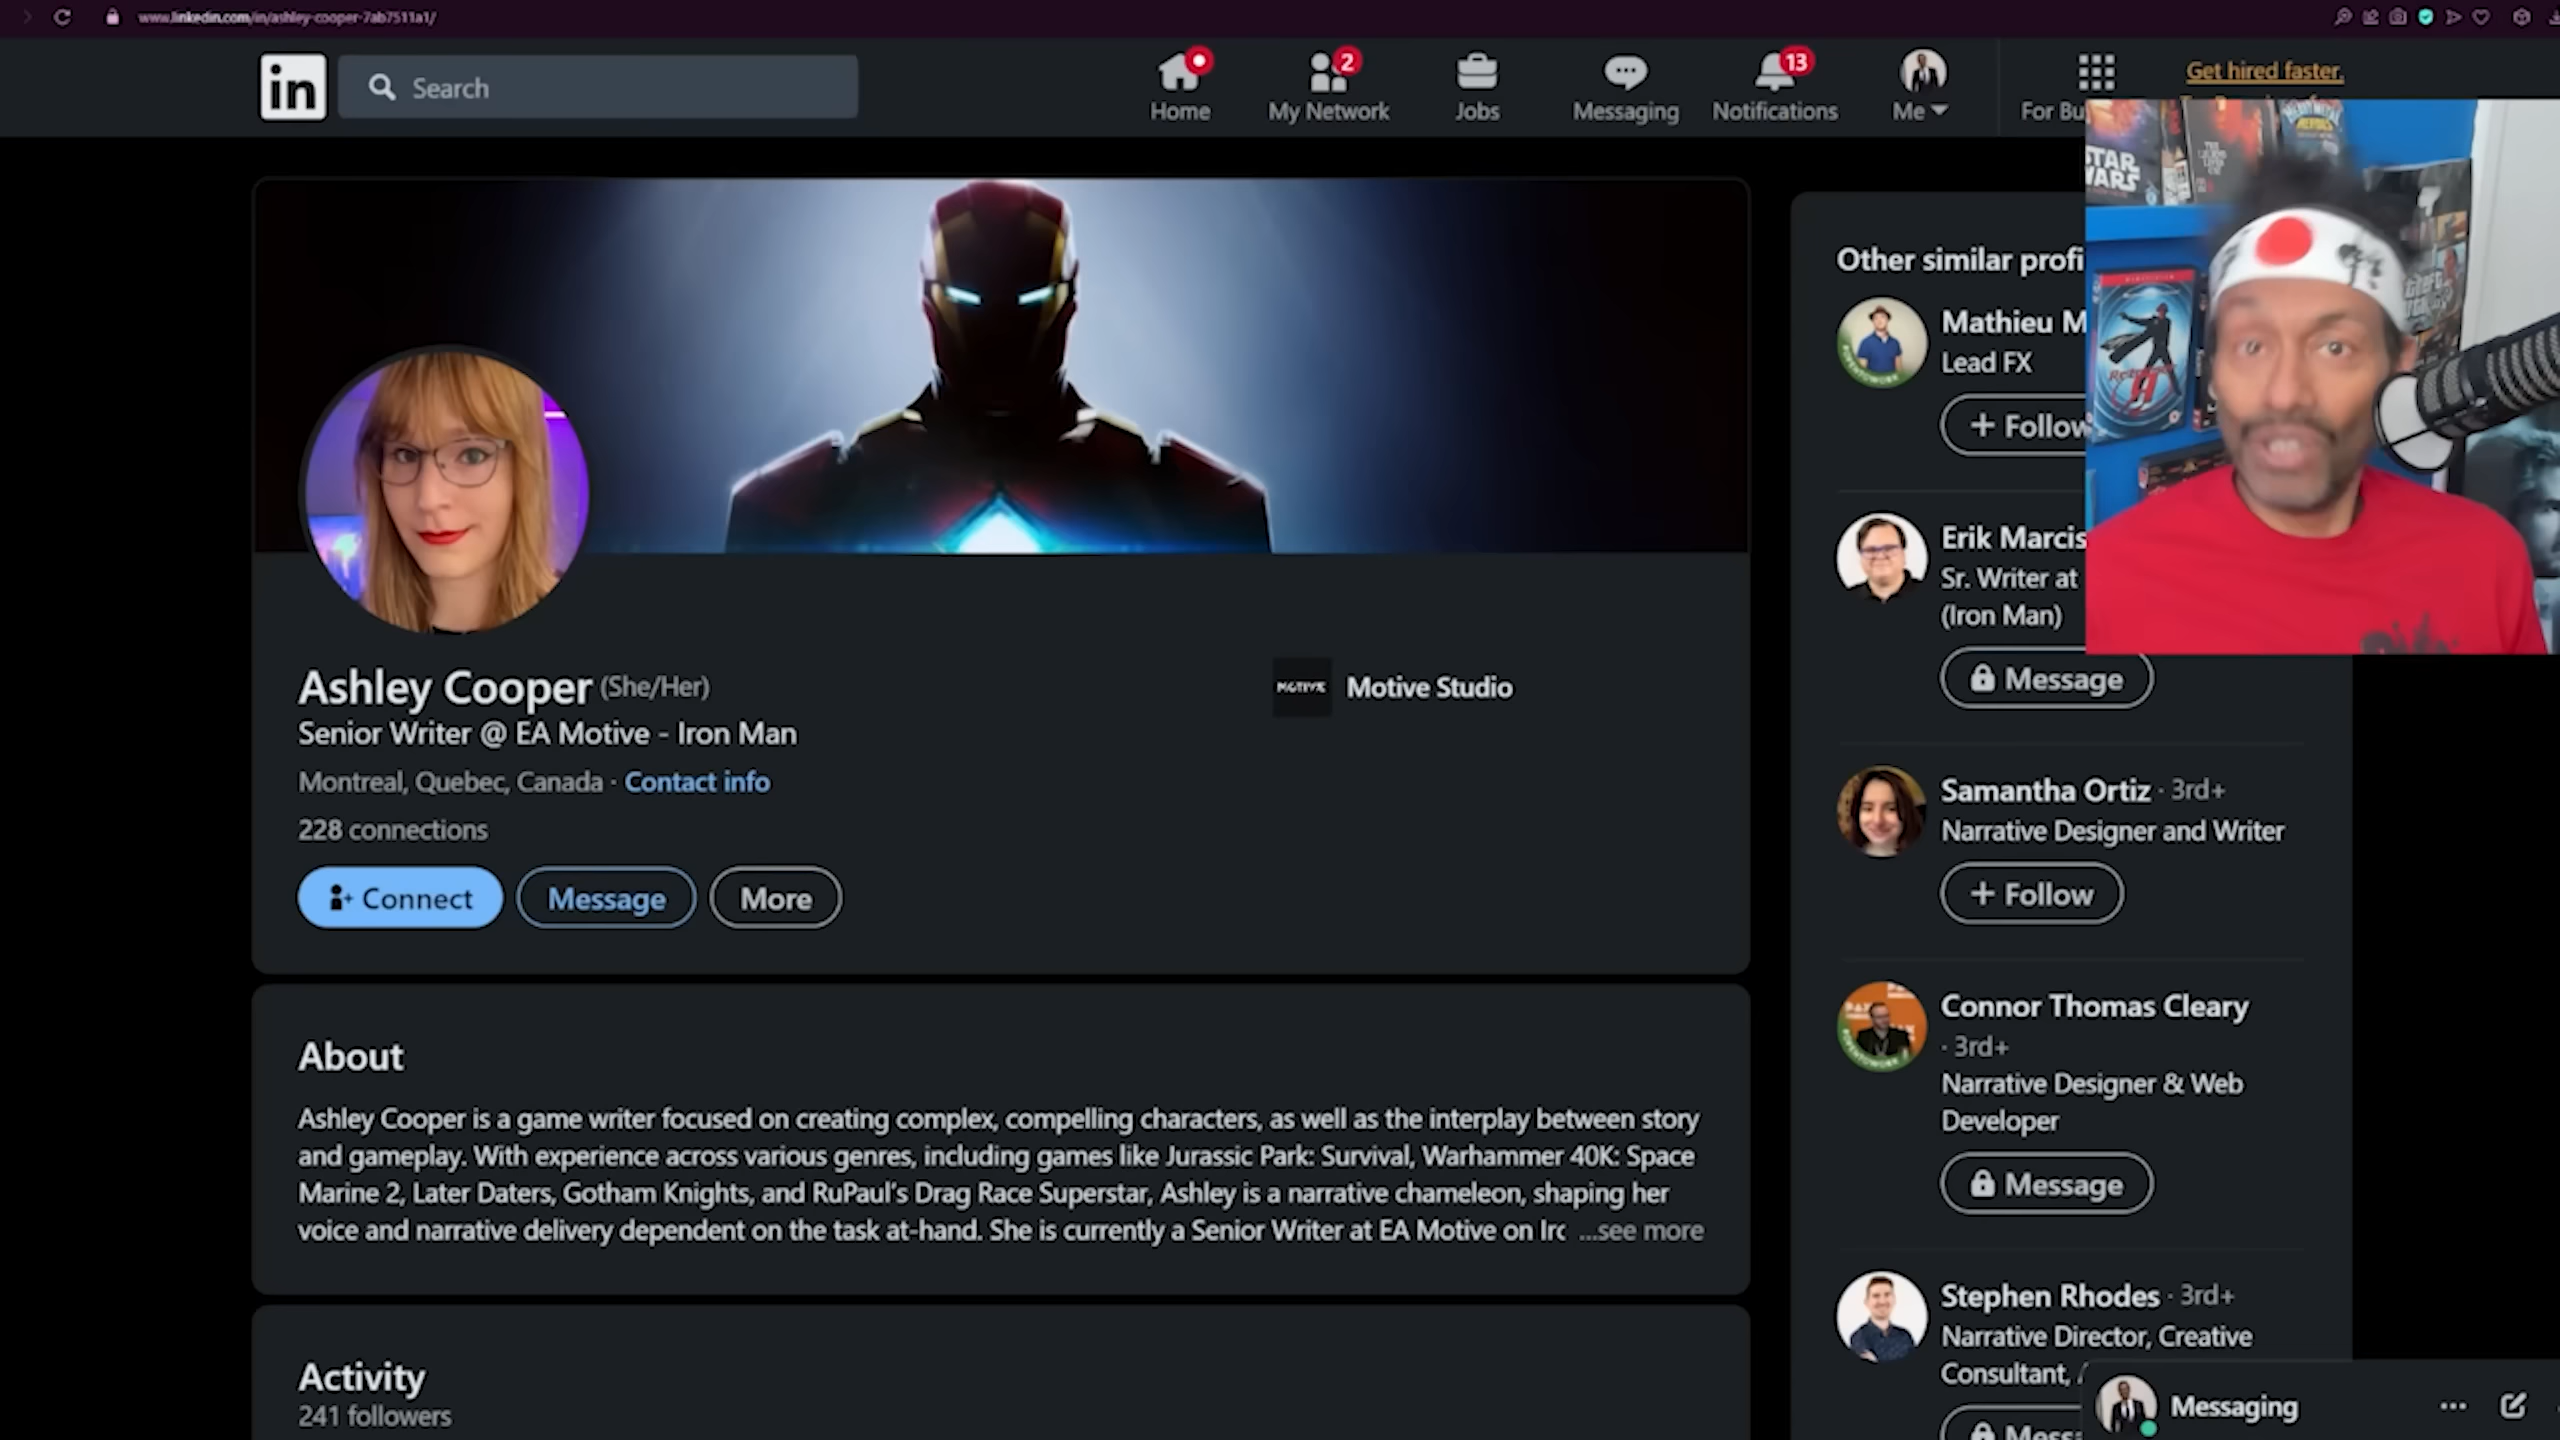 www.linkedin.com/in/ashley-cooper-7ab7511a1/
in
Search
Home
2
My Network
Jobs
Messaging
13
Notifications
Me
For Bu
Get hired faster.
STAR
WARS
Other similar profi
Mathieu M
Lead FX
+ Follow
Erik Marcis
Sr. Writer at
(Iron Man)
Message
Samantha Ortiz · 3rd+
Narrative Designer and Writer
+ Follow
Connor Thomas Cleary
· 3rd+
Narrative Designer & Web
Developer
Message
Stephen Rhodes · 3rd+
Narrative Director, Creative
Consultant,
Mess
Ashley Cooper (She/Her)
MOTIVE
Motive Studio
Senior Writer @ EA Motive - Iron Man
Montreal, Quebec, Canada · Contact info
228 connections
Connect
Message
More
About
Ashley Cooper is a game writer focused on creating complex, compelling characters, as well as the interplay between story
and gameplay. With experience across various genres, including games like Jurassic Park: Survival, Warhammer 40K: Space
Marine 2, Later Daters, Gotham Knights, and RuPaul's Drag Race Superstar, Ashley is a narrative chameleon, shaping her
voice and narrative delivery dependent on the task at-hand. She is currently a Senior Writer at EA Motive on Irc ...see more
Activity
241 followers
Messaging